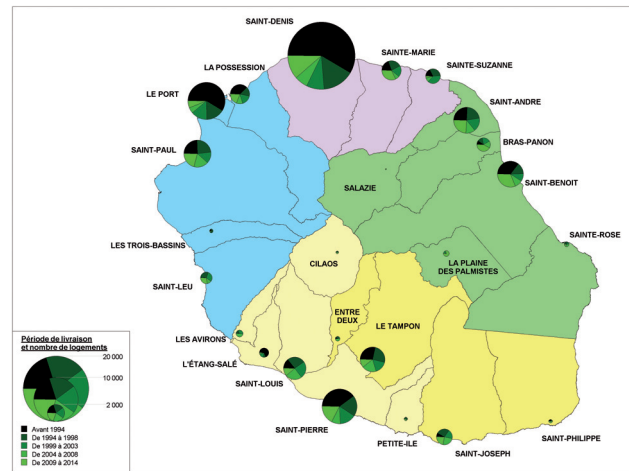 SAINT-DENIS
SAINTE-MARIE
SAINTE-SUZANNE
LA POSSESSION
LE PORT
SAINT-ANDRE
BRAS-PANON
SAINT-PAUL
SALAZIE
SAINT-BENOIT
SAINTE-ROSE
LES TROIS-BASSINS
CILAOS
LA PLAINE
DES PALMISTES
SAINT-LEU
ENTRE
DEUX
LE TAMPON
LES AVIRONS
L'ÉTANG-SALÉ
SAINT-LOUIS
SAINT-PIERRE
PETITE-ILE
SAINT-JOSEPH
SAINT-PHILIPPE
Période de livraison
et nombre de logements
20 000
10 000
2 000
Avant 1994
De 1994 à 1998
De 1999 à 2003
De 2004 à 2008
De 2009 à 2014